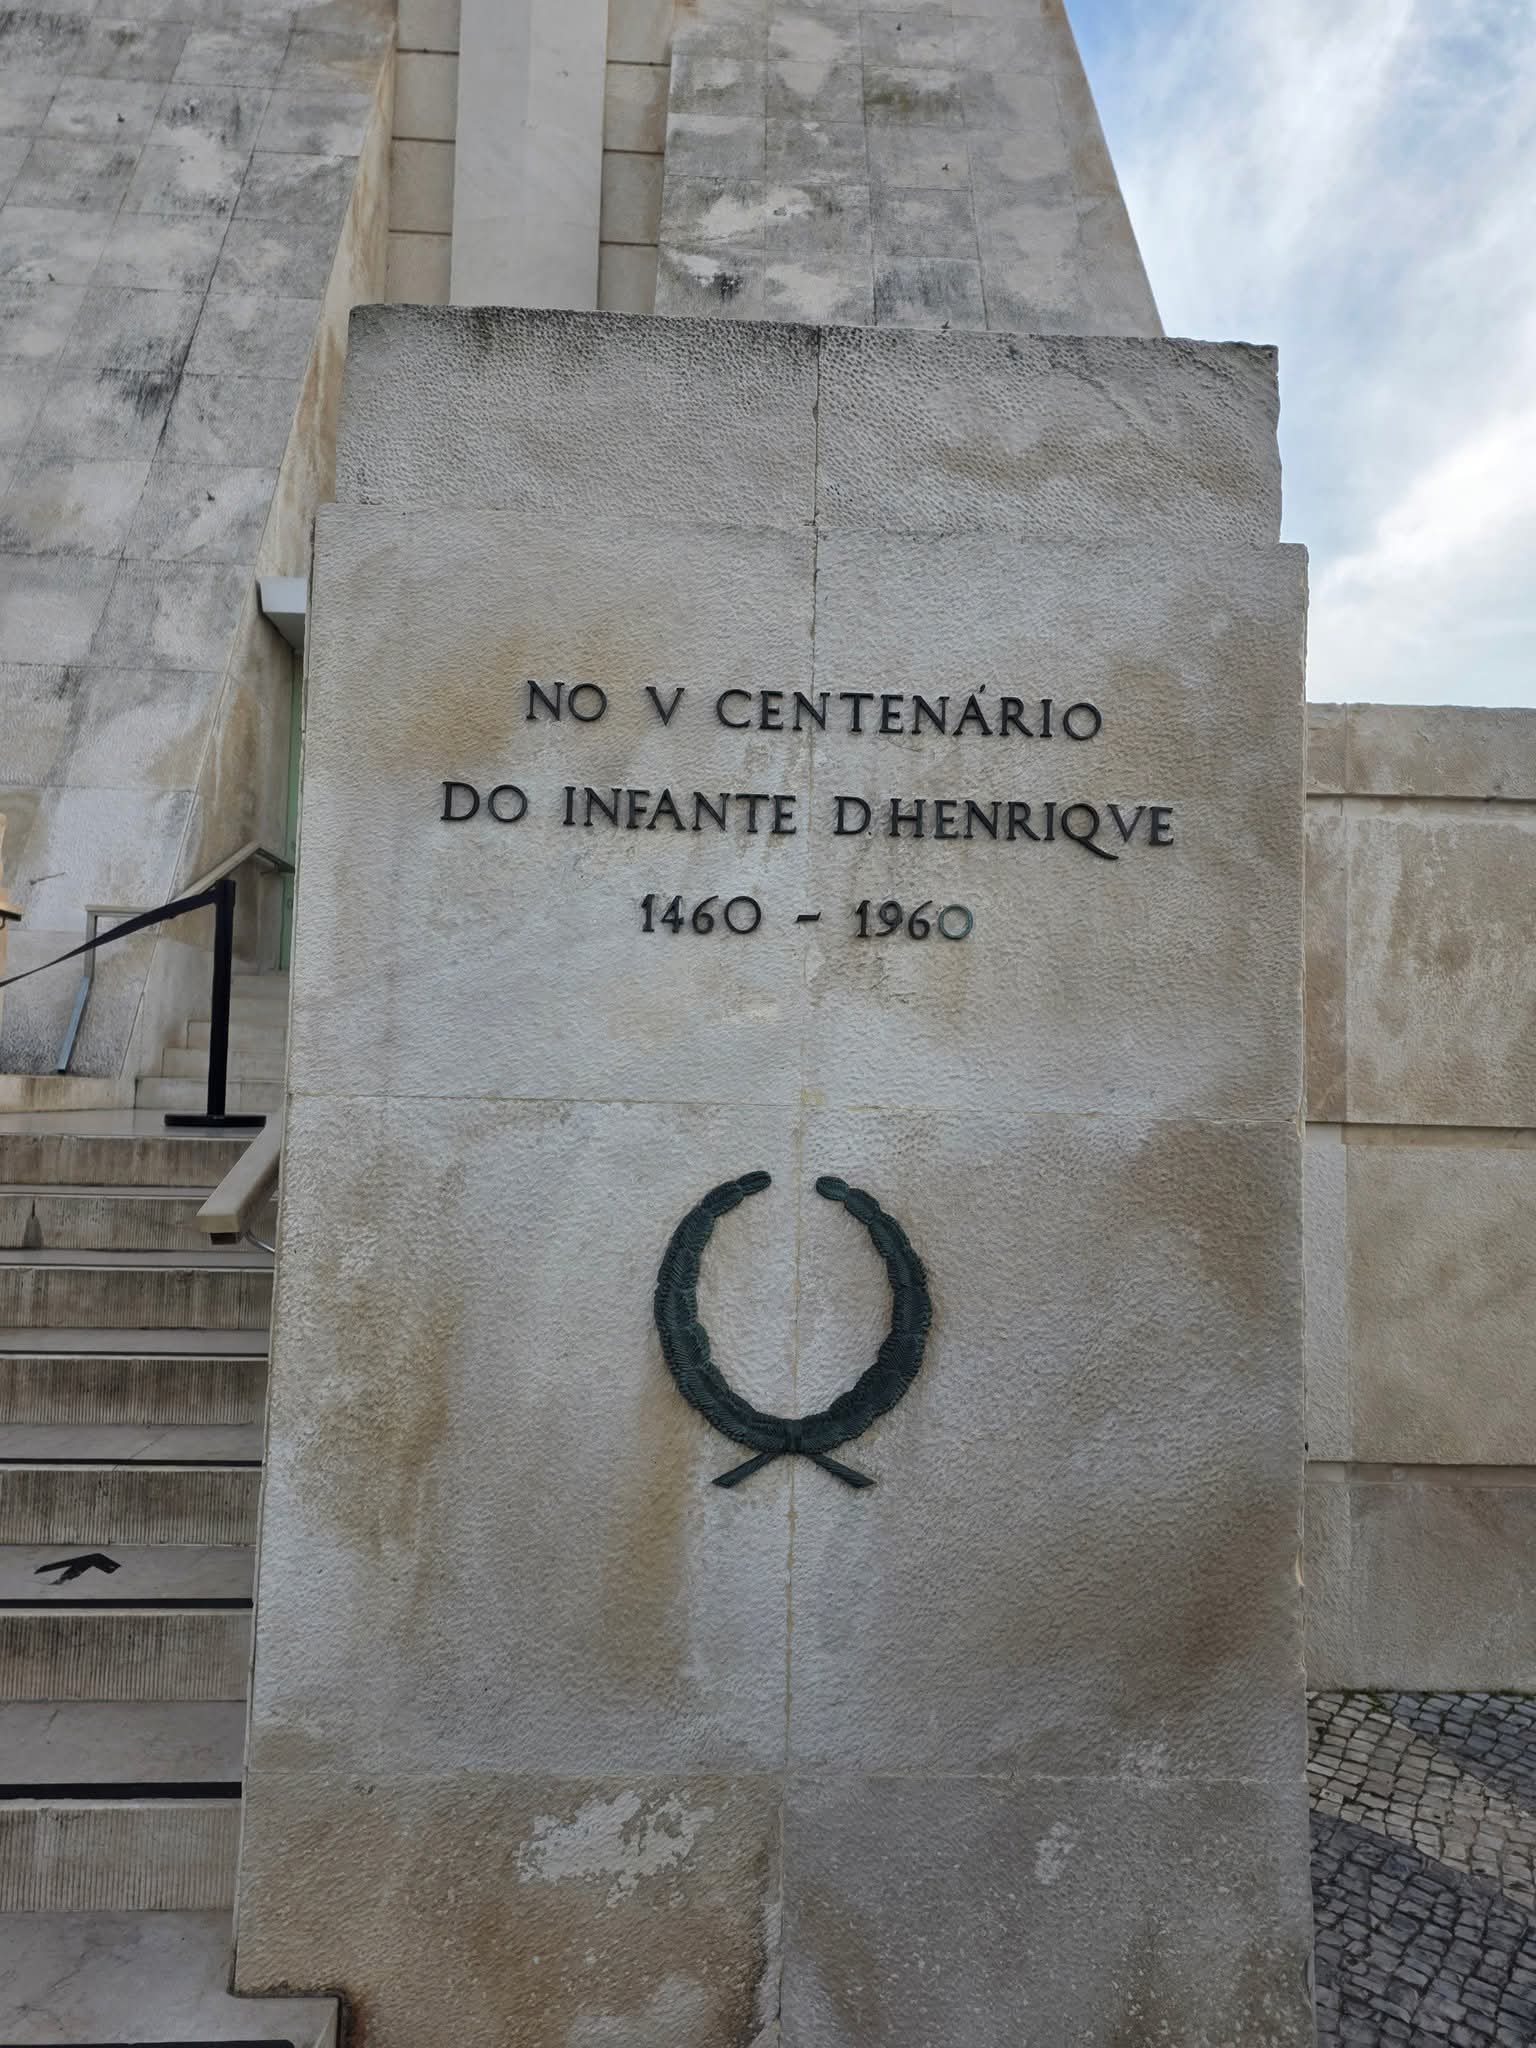 NO V CENTENÁRIO
DO INFANTE D.HENRIQVE
1460 - 1960